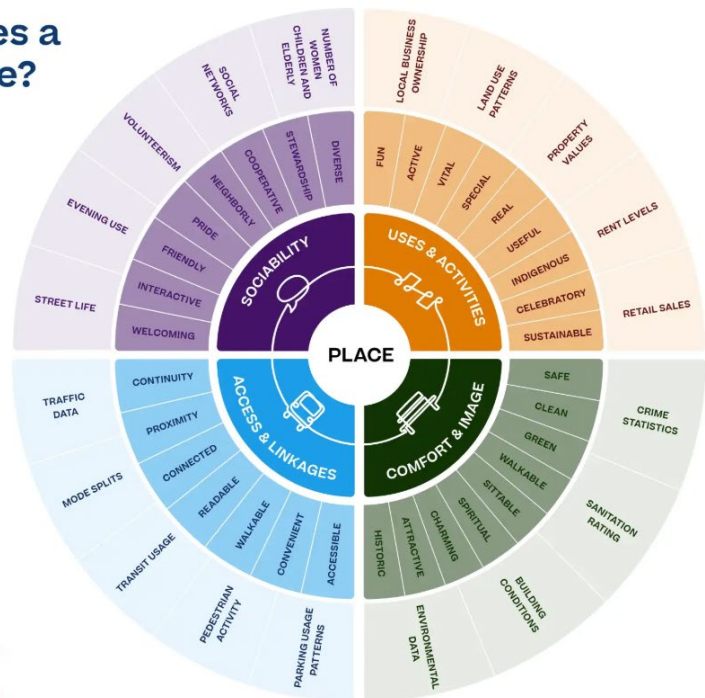 es a
e?
PLACE
SOCIABILITY
USES & ACTIVITIES
ACCESS & LINKAGES
COMFORT & IMAGE
WELCOMING
INTERACTIVE
FRIENDLY
PRIDE
NEIGHBORLY
COOPERATIVE
STEWARDSHIP
DIVERSE
STREET LIFE
EVENING USE
VOLUNTEERISM
SOCIAL
NETWORKS
NUMBER OF
WOMEN
CHILDREN AND
ELDERLY
FUN
ACTIVE
VITAL
SPECIAL
REAL
USEFUL
INDIGENOUS
CELEBRATORY
SUSTAINABLE
LOCAL BUSINESS
OWNERSHIP
LAND USE
PATTERNS
PROPERTY
VALUES
RENT LEVELS
RETAIL SALES
SAFE
CLEAN
GREEN
WALKABLE
SITTABLE
SPIRITUAL
CHARMING
ATTRACTIVE
HISTORIC
CRIME
STATISTICS
SANITATION
RATING
BUILDING
CONDITIONS
ENVIRONMENTAL
DATA
CONTINUITY
PROXIMITY
CONNECTED
READABLE
WALKABLE
CONVENIENT
ACCESSIBLE
TRAFFIC
DATA
MODE SPLITS
TRANSIT USAGE
PEDESTRIAN
ACTIVITY
PARKING USAGE
PATTERNS